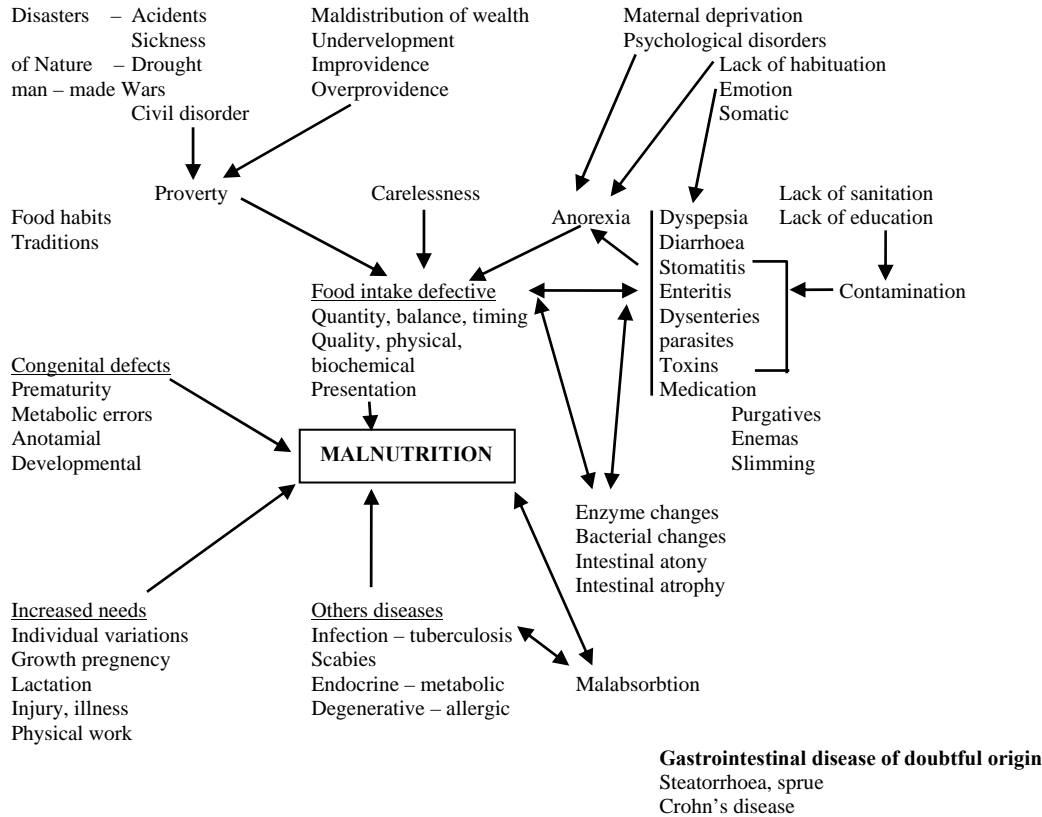 Disasters – Accidents
Sickness
of Nature – Drought
man – made Wars
Civil disorder
Maldistribution of wealth
Undervelopment
Improvidence
Overprovidence
Maternal deprivation
Psychological disorders
Lack of habituation
Emotion
Somatic
Proverty
Carelessness
Lack of sanitation
Lack of education
Food habits
Traditions
Anorexia
Dyspepsia
Diarrhoea
Stomatitis
Enteritis
Dysenteries
parasites
Toxins
Medication
Purgatives
Enemas
Slimming
Contamination
Food intake defective
Quantity, balance, timing
Quality, physical,
biochemical
Presentation
Congenital defects
Prematurity
Metabolic errors
Anotamial
Developmental
MALNUTRITION
Enzyme changes
Bacterial changes
Intestinal atony
Intestinal atrophy
Increased needs
Individual variations
Growth pregnency
Lactation
Injury, illness
Physical work
Others diseases
Infection – tuberculosis
Scabies
Endocrine – metabolic
Degenerative – allergic
Malabsorbtion
Gastrointestinal disease of doubtful origin
Steatorrhoea, sprue
Crohn's disease